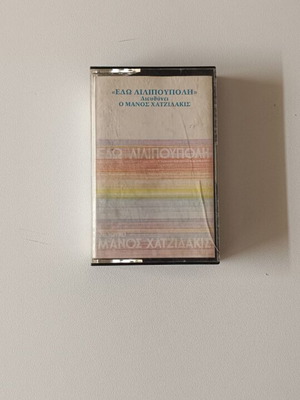 «ΕΔΩ ΛΙΛΙΠΟΥΠΟΛΗ»
Διευθύνει
Ο ΜΑΝΟΣ ΧΑΤΖΙΔΑΚΙΣ
ΕΔΩ ΛΙΛΙΠΟΥΠΟΛΗ
ΜΑΝΟΣ ΧΑΤΖΙΔΑΚΙΣ